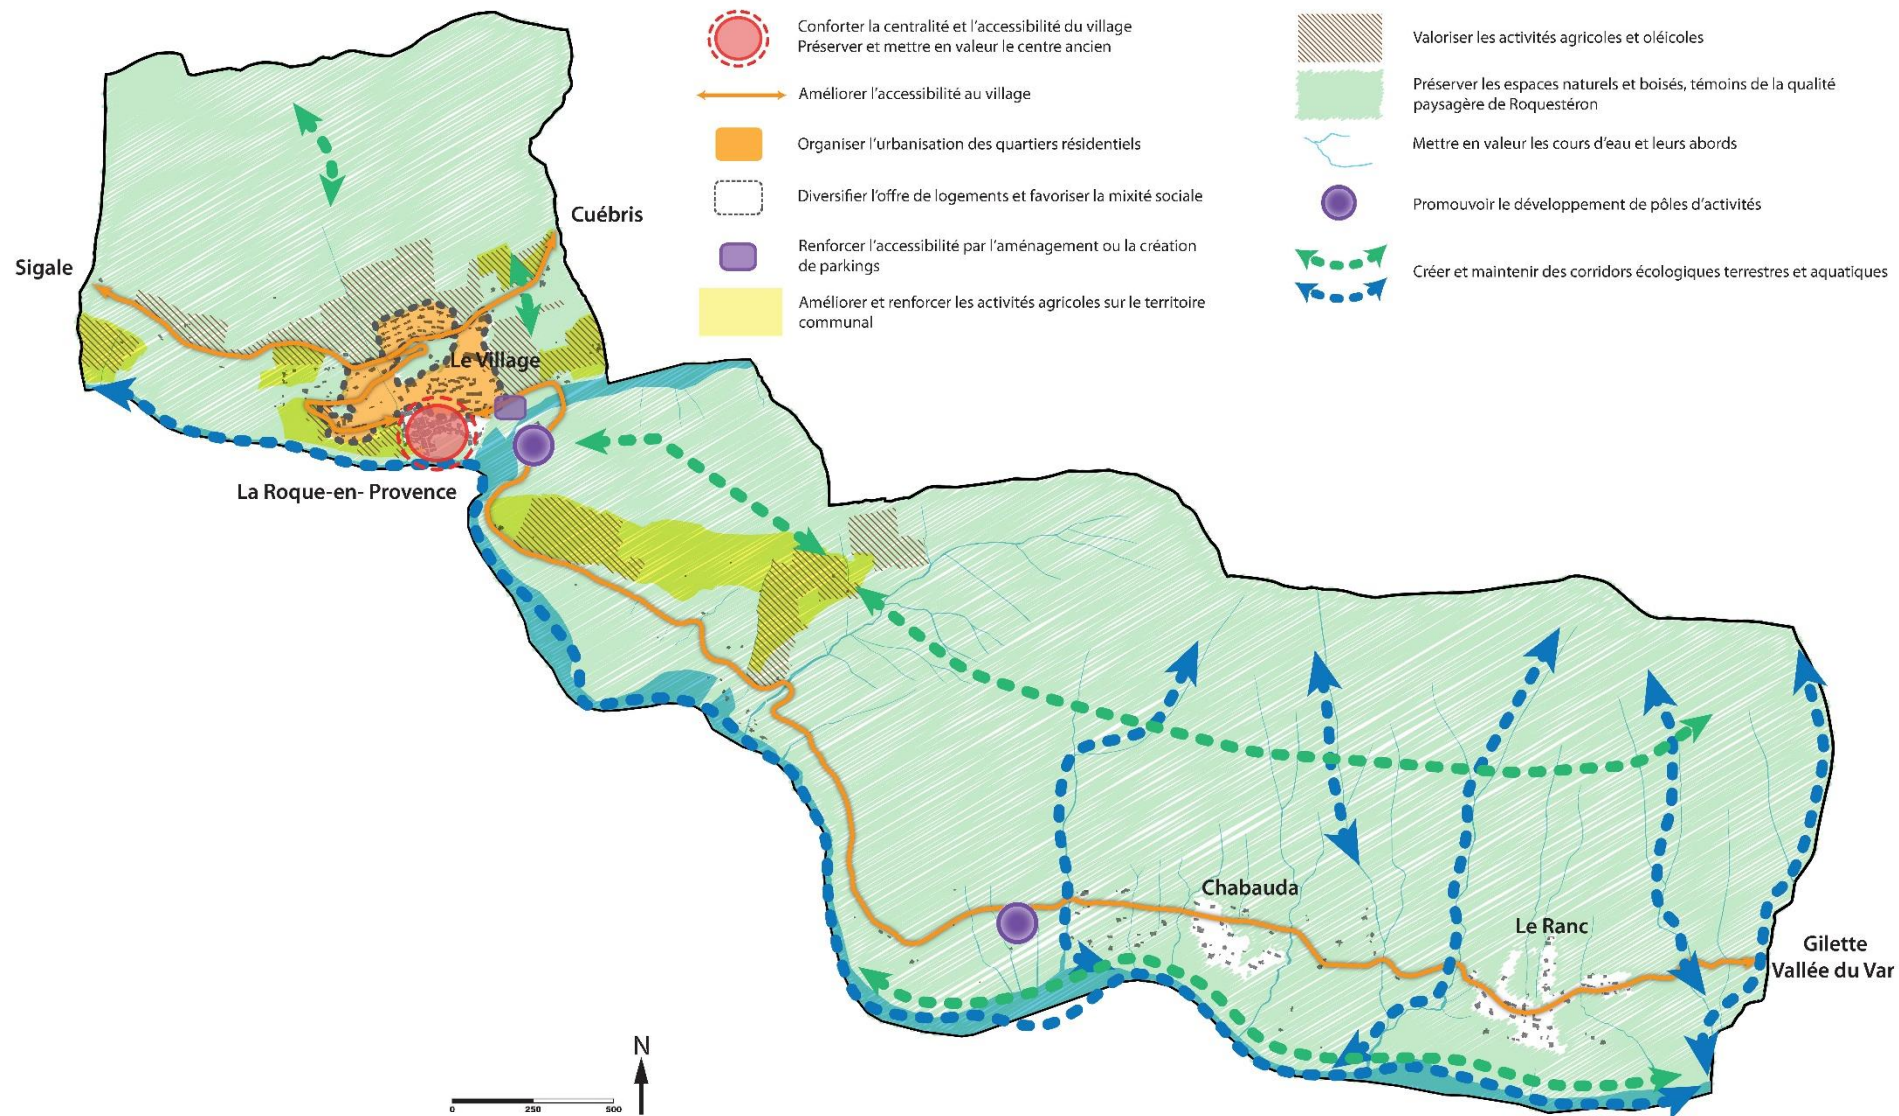 Conforter la centralité et l'accessibilité du village
Préserver et mettre en valeur le centre ancien
Améliorer l'accessibilité au village
Organiser l'urbanisation des quartiers résidentiels
Diversifier l'offre de logements et favoriser la mixité sociale
Renforcer l'accessibilité par l'aménagement ou la création
de parkings
Améliorer et renforcer les activités agricoles sur le territoire
communal
Valoriser les activités agricoles et oléicoles
Préserver les espaces naturels et boisés, témoins de la qualité
paysagère de Roquestéron
Mettre en valeur les cours d'eau et leurs abords
Promouvoir le développement de pôles d'activités
Créer et maintenir des corridors écologiques terrestres et aquatiques
Cuébris
Sigale
Le Village
La Roque-en- Provence
Chabauda
Le Ranc
Gilette
Vallée du Var
N
0 250 500